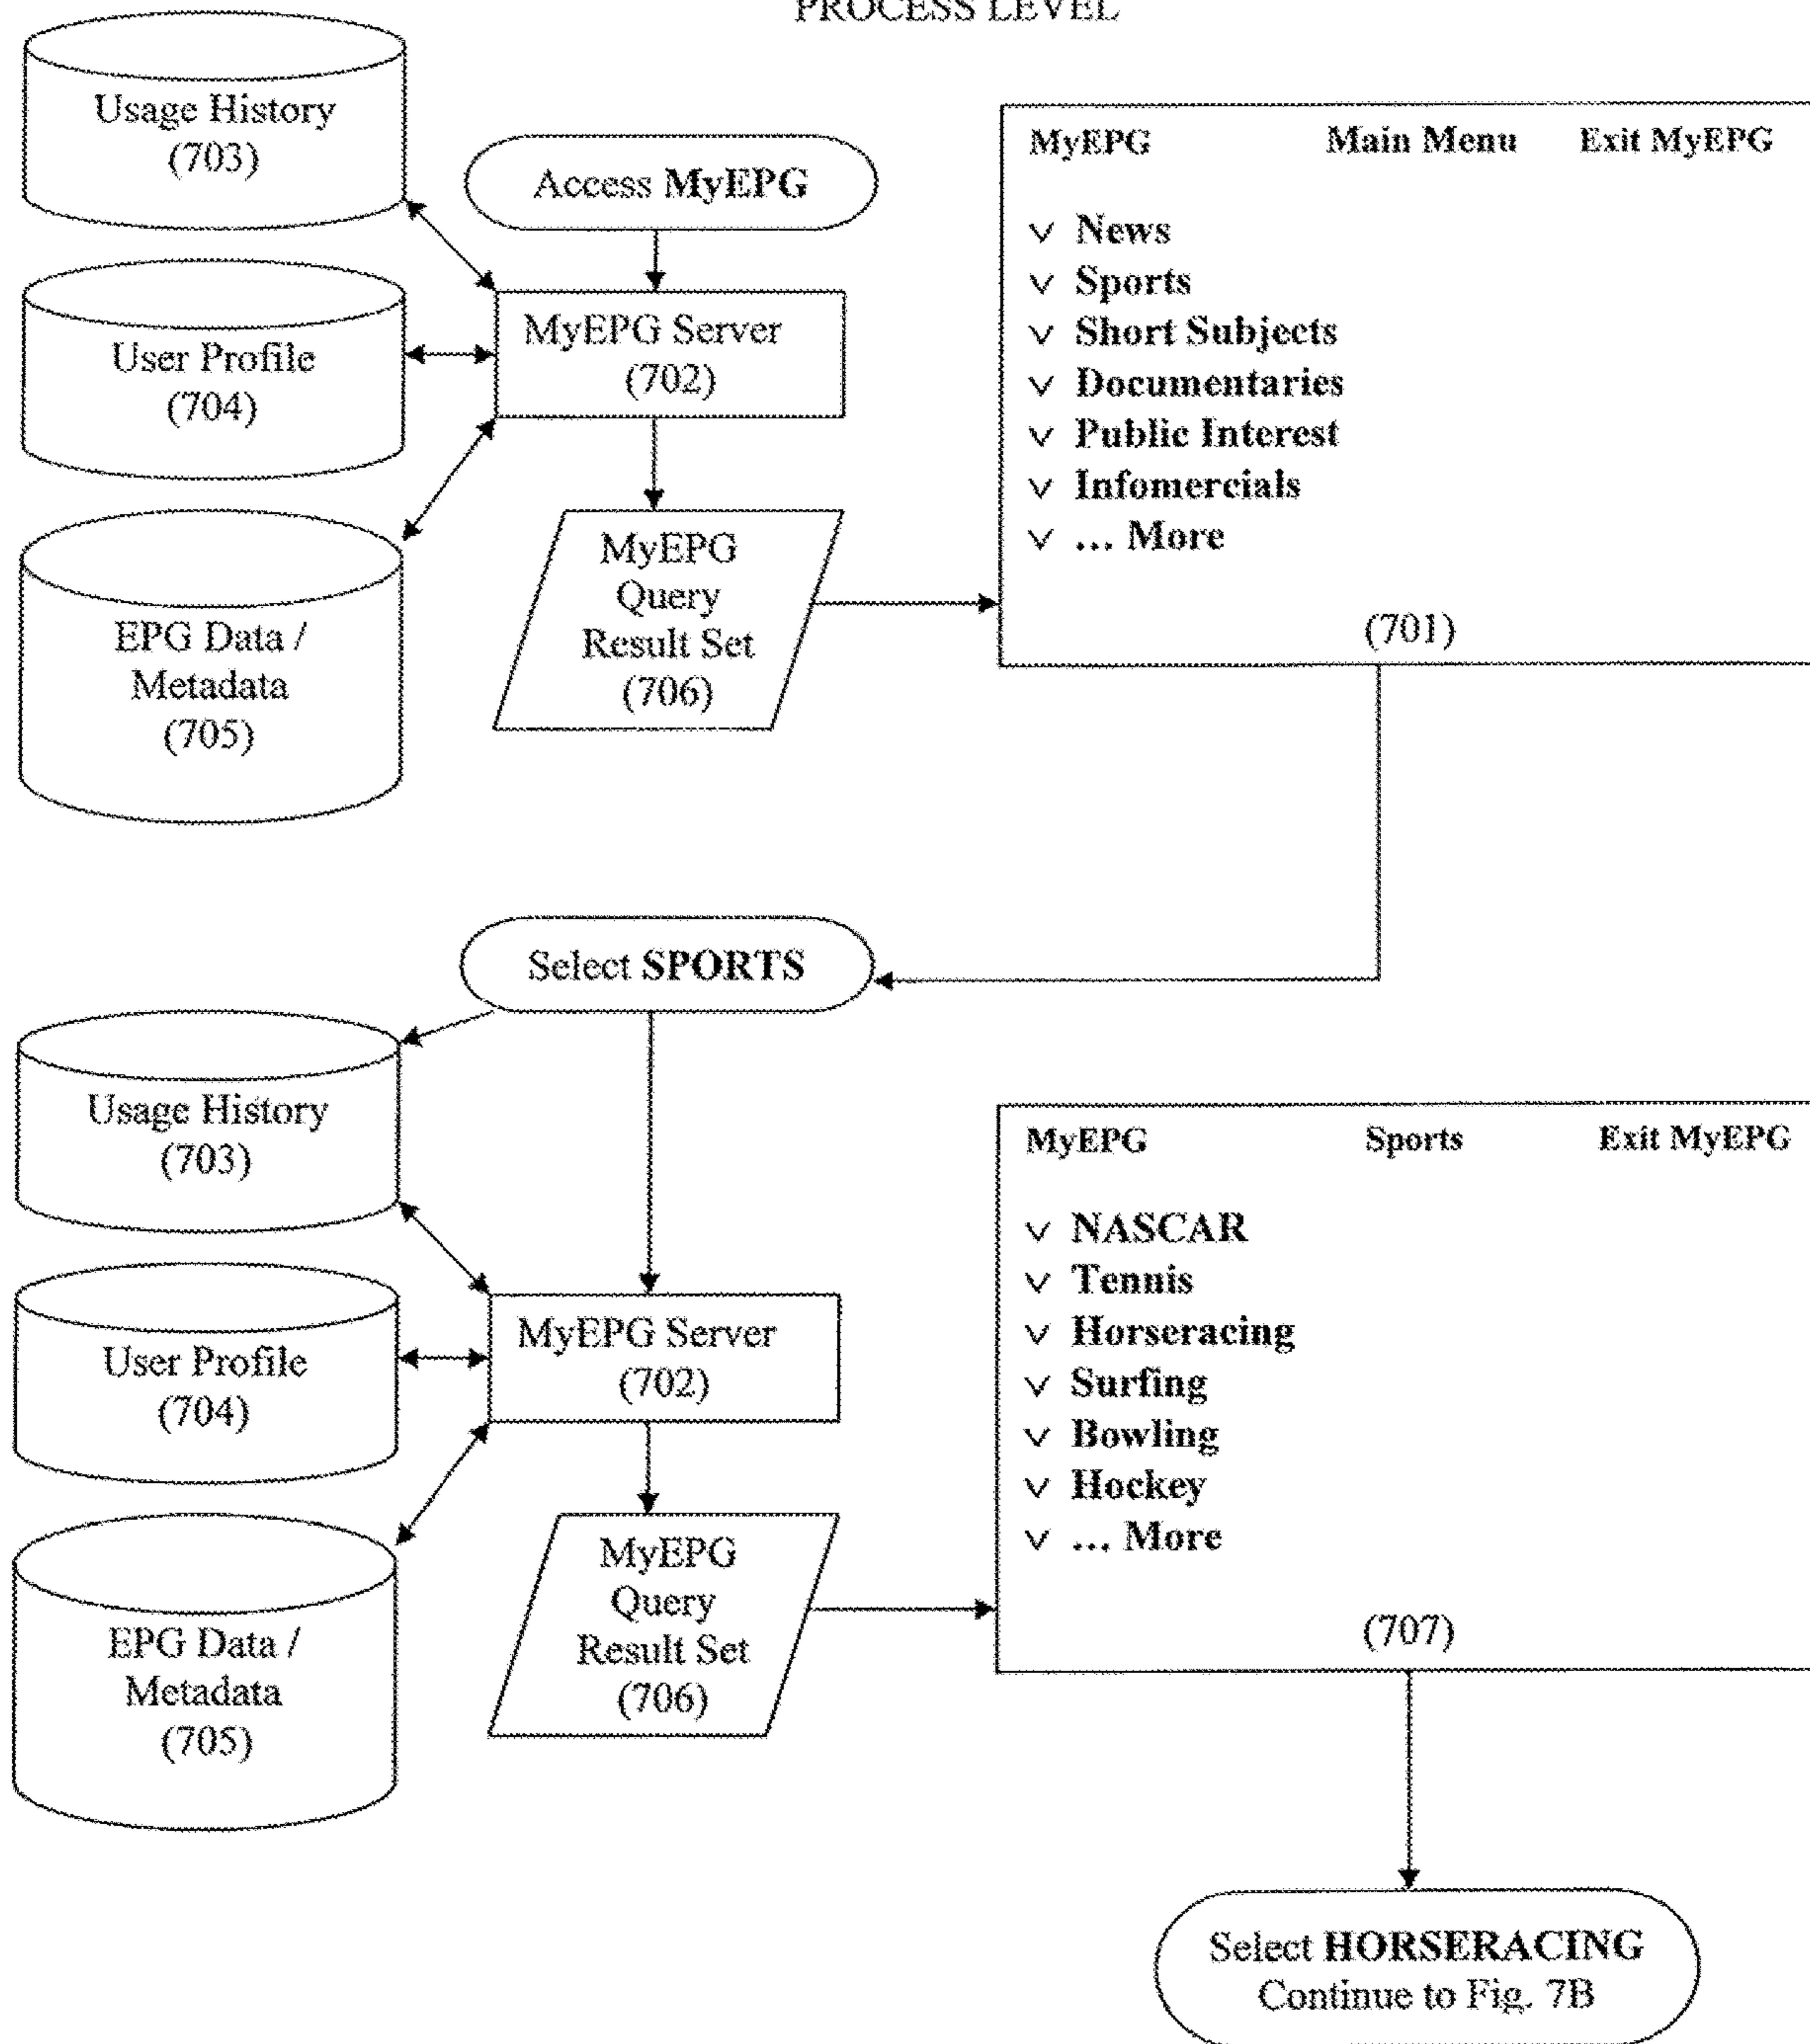 PROCESS LEVEL
Usage History
(703)
Access MyEPG
User Profile
(704)
MyEPG Server
(702)
EPG Data /
Metadata
(705)
MyEPG
Query
Result Set
(706)
MyEPG Main Menu Exit MyEPG
v News
v Sports
v Short Subjects
v Documentaries
v Public Interest
v Infomercials
v ... More
(701)
Select SPORTS
Usage History
(703)
User Profile
(704)
MyEPG Server
(702)
EPG Data /
Metadata
(705)
MyEPG
Query
Result Set
(706)
MyEPG Sports Exit MyEPG
v NASCAR
v Tennis
v Horseracing
v Surfing
v Bowling
v Hockey
v ... More
(707)
Select HORSERACING
Continue to Fig. 7B